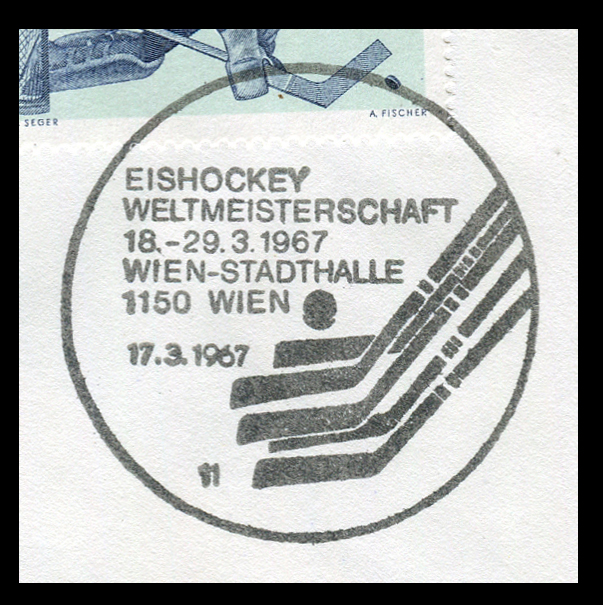 SEGER
A. FISCHER
EISHOCKEY
WELTMEISTERSCHAFT
18.-29.3.1967
WIEN-STADTHALLE
1150 WIEN
17.3.1967
11